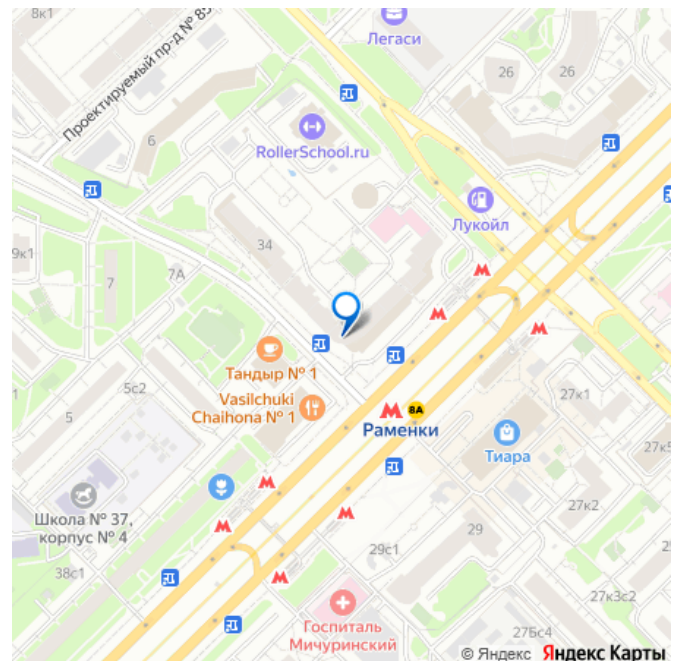 8к1
Легаси
Проектируемый пр-д № 85
26
26
6
RollerSchool.ru
Лукойл
34
9к1
7
7А
Тандыр № 1
Vasilchuki
Chaihona № 1
5с2
5
8А
Раменки
27к1
Тиара
27к5
Школа № 37,
корпус № 4
27к2
29
29с1
38с1
27к3с2
Госпиталь
Мичуринский
27Бс4
© Яндекс Яндекс Карты